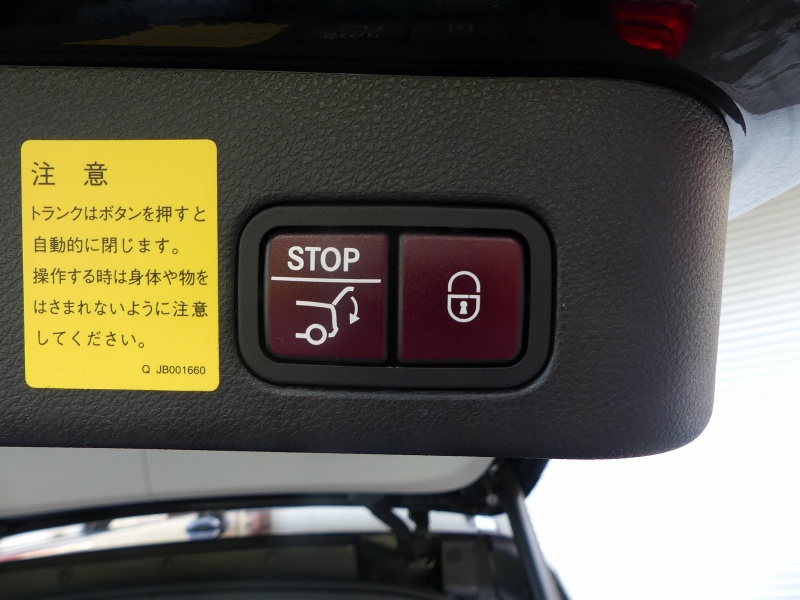 注 意
トランクはボタンを押すと
自動的に閉じます。
操作する時は身体や物を
はさまれないように注意
してください。
Q JB001660
STOP